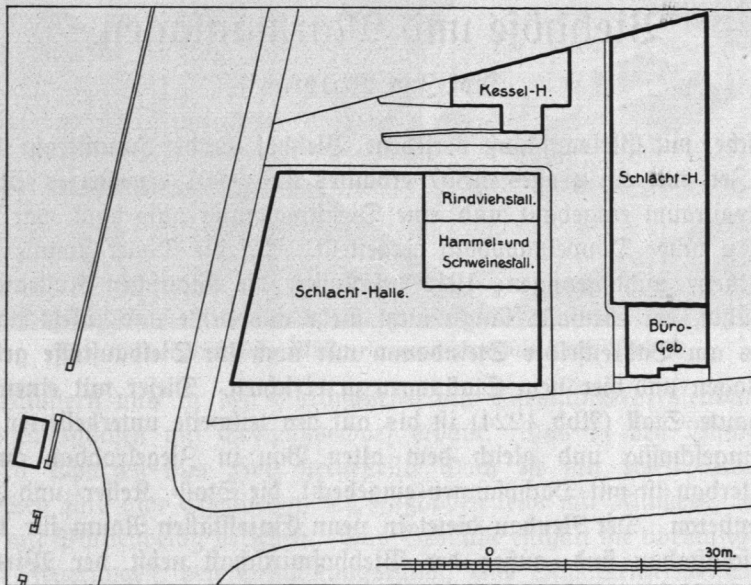 Kessel-H.
Schlacht-H.
Rindviehstall.
Hammel=und
Schweinestall.
Schlacht-Halle.
Büro.
Geb.
0 30m.